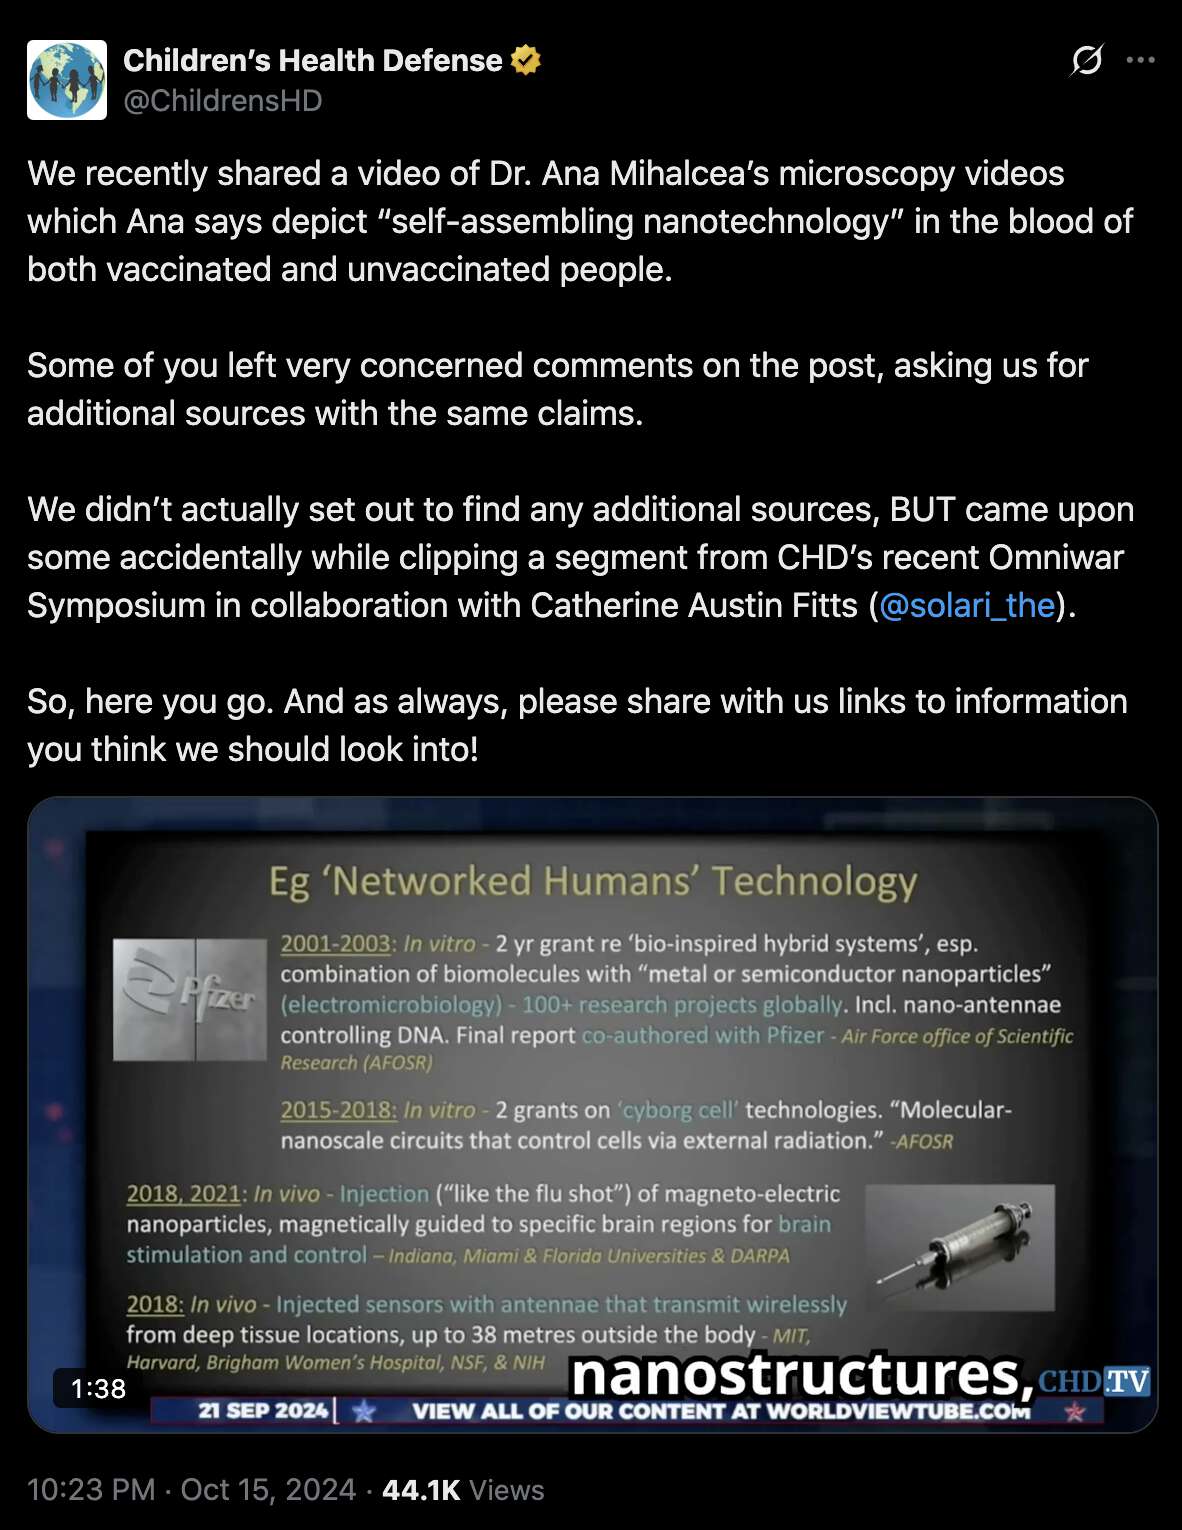 Children's Health Defense
@ChildrensHD
We recently shared a video of Dr. Ana Mihalcea's microscopy videos
which Ana says depict “self-assembling nanotechnology” in the blood of
both vaccinated and unvaccinated people.
Some of you left very concerned comments on the post, asking us for
additional sources with the same claims.
We didn't actually set out to find any additional sources, BUT came upon
some accidentally while clipping a segment from CHD's recent Omniwar
Symposium in collaboration with Catherine Austin Fitts (@solari_the).
So, here you go. And as always, please share with us links to information
you think we should look into!
Eg ‘Networked Humans’ Technology
Pfizer
2001-2003: In vitro - 2 yr grant re ‘bio-inspired hybrid systems’, esp.
combination of biomolecules with “metal or semiconductor nanoparticles”
(electromicrobiology) - 100+ research projects globally. Incl. nano-antennae
controlling DNA. Final report co-authored with Pfizer - Air Force office of Scientific
Research (AFOSR)
2015-2018: In vitro - 2 grants on ‘cyborg cell’ technologies. “Molecular-
nanoscale circuits that control cells via external radiation.” -AFOSR
2018, 2021: In vivo - Injection (“like the flu shot”) of magneto-electric
nanoparticles, magnetically guided to specific brain regions for brain
stimulation and control – Indiana, Miami & Florida Universities & DARPA
2018: In vivo - Injected sensors with antennae that transmit wirelessly
from deep tissue locations, up to 38 metres outside the body - MIT,
Harvard, Brigham Women's Hospital, NSF, & NIH
nanostructures,
CHD.TV
1:38
21 SEP 2024 VIEW ALL OF OUR CONTENT AT WORLDVIEWTUBE.COM
10:23 PM · Oct 15, 2024 · 44.1K Views